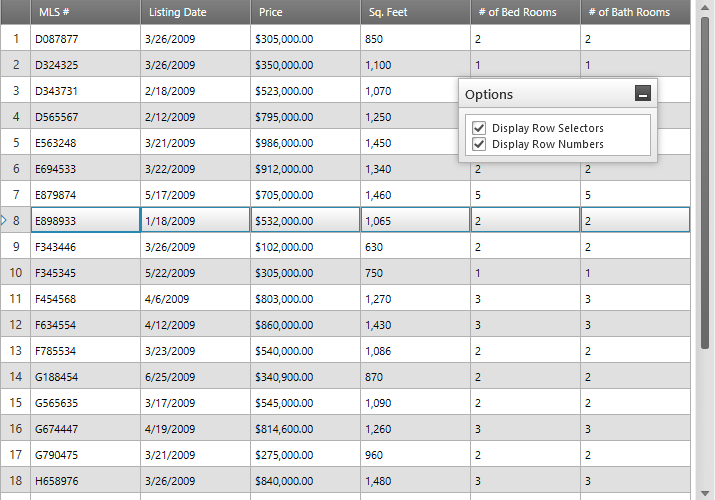 MLS # Listing Date Price Sq. Feet # of Bed Rooms # of Bath Rooms
1 D087877 3/26/2009 $305,000.00 850 2 2
2 D324325 3/26/2009 $350,000.00 1,100 1 1
3 D343731 2/18/2009 $523,000.00 1,070
4 D565567 2/12/2009 $795,000.00 1,250
5 E563248 3/21/2009 $986,000.00 1,450
6 E694533 3/22/2009 $912,000.00 1,340 2 2
7 E879874 5/17/2009 $705,000.00 1,460 5 5
8 E898933 1/18/2009 $532,000.00 1,065 2 2
9 F343446 3/26/2009 $102,000.00 630 2 2
10 F345345 5/22/2009 $305,000.00 750 1 1
11 F454568 4/6/2009 $803,000.00 1,270 3 3
12 F634554 4/12/2009 $860,000.00 1,430 3 3
13 F785534 3/23/2009 $540,000.00 1,086 2 2
14 G188454 6/25/2009 $340,900.00 870 2 2
15 G565635 3/17/2009 $545,000.00 1,090 2 2
16 G674447 4/19/2009 $814,600.00 1,260 3 3
17 G790475 3/21/2009 $275,000.00 960 2 2
18 H658976 3/26/2009 $840,000.00 1,480 3 3
Options
Display Row Selectors
Display Row Numbers